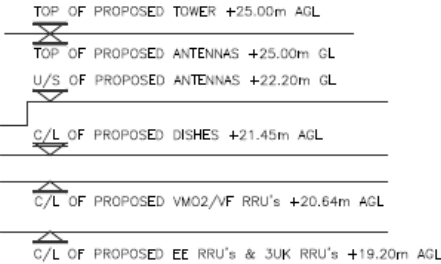 TOP OF PROPOSED TOWER +25.00m AGL
TOP OF PROPOSED ANTENNAS +25.00m GL
U/S OF PROPOSED ANTENNAS +22.20m GL
C/L OF PROPOSED DISHES +21.45m AGL
C/L OF PROPOSED VMO2/VF RRU's +20.64m AGL
C/L OF PROPOSED EE RRU's & 3UK RRU's +19.20m AGL